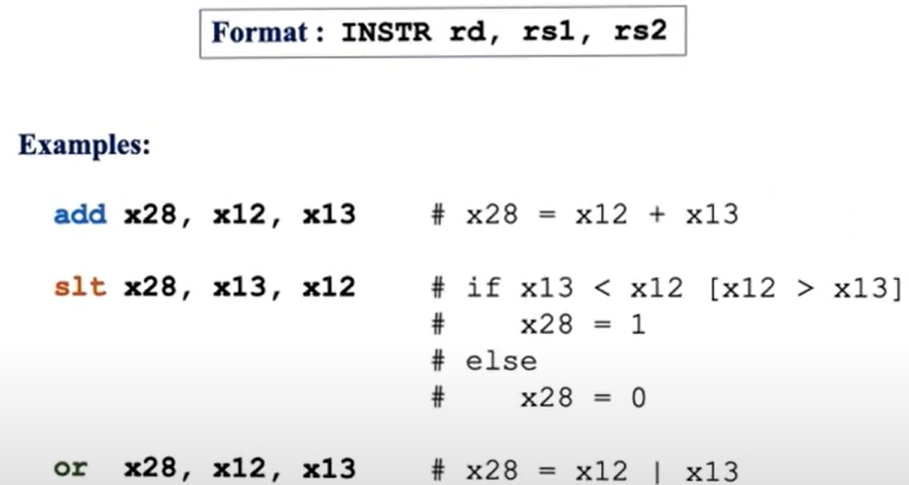 Format : INSTR rd, rs1, rs2
Examples:
add x28, x12, x13 # x28 = x12 + x13
slt x28, x13, x12 # if x13 < x12 [x12 > x13]
# x28 = 1
# else
# x28 = 0
or x28, x12, x13 # x28 = x12 | x13